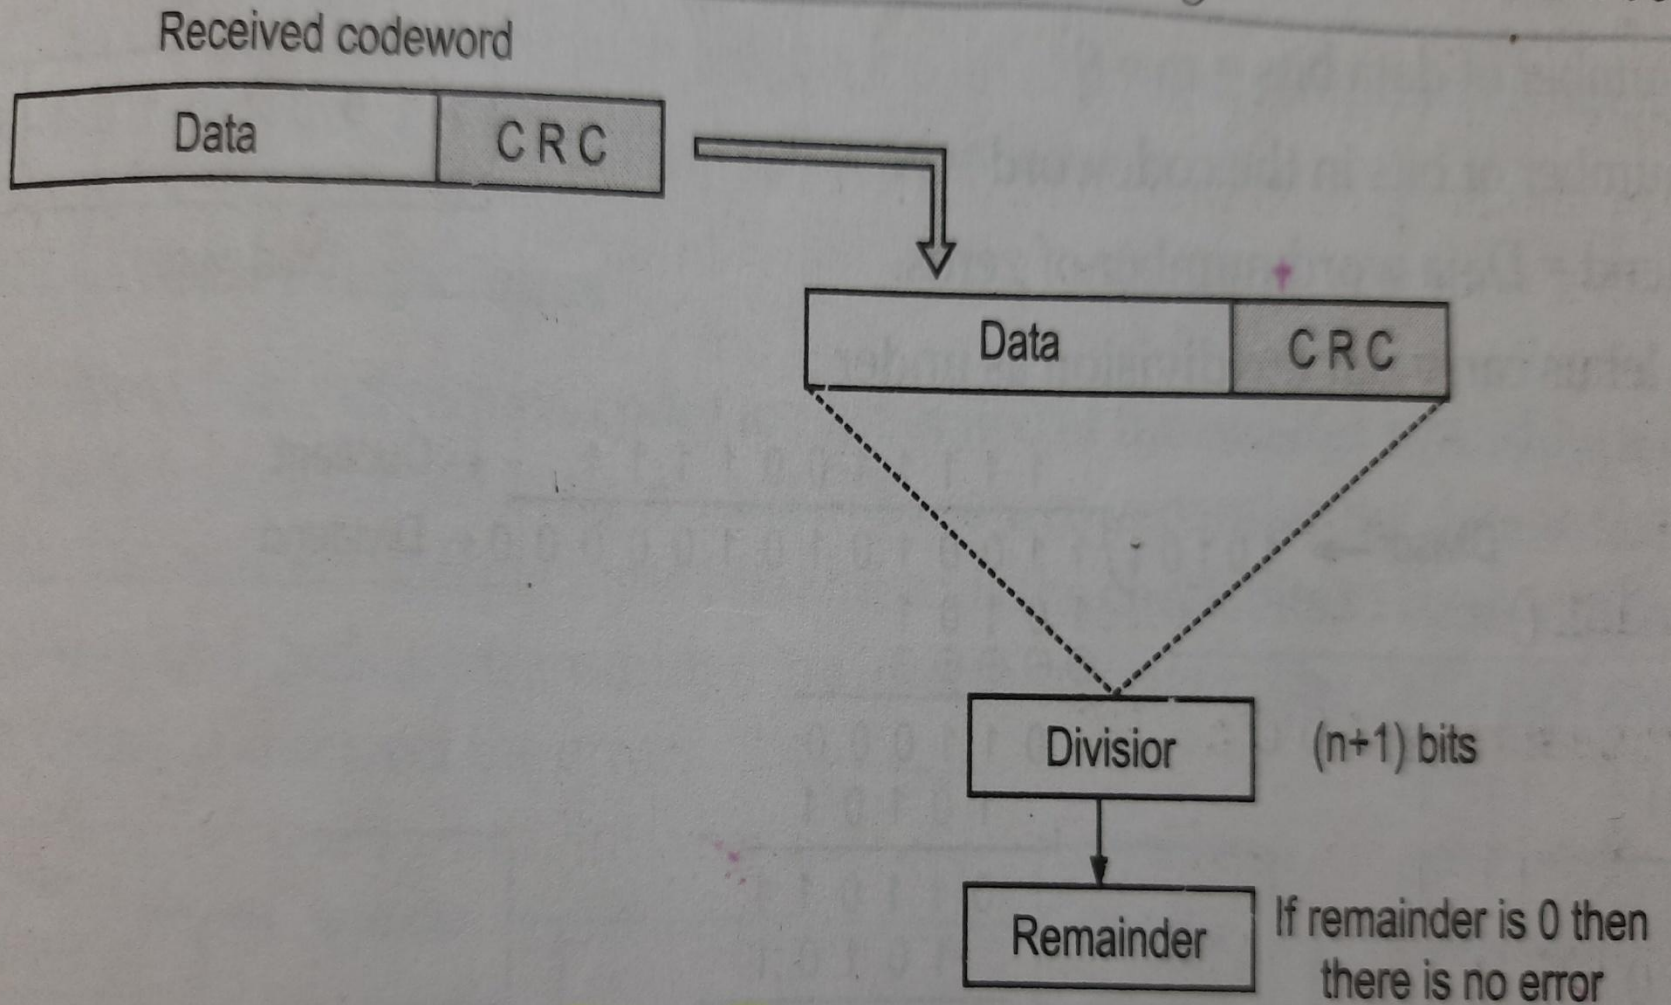 Received codeword
Data CRC
Data CRC
Divisior (n+1) bits
Remainder If remainder is 0 then
there is no error